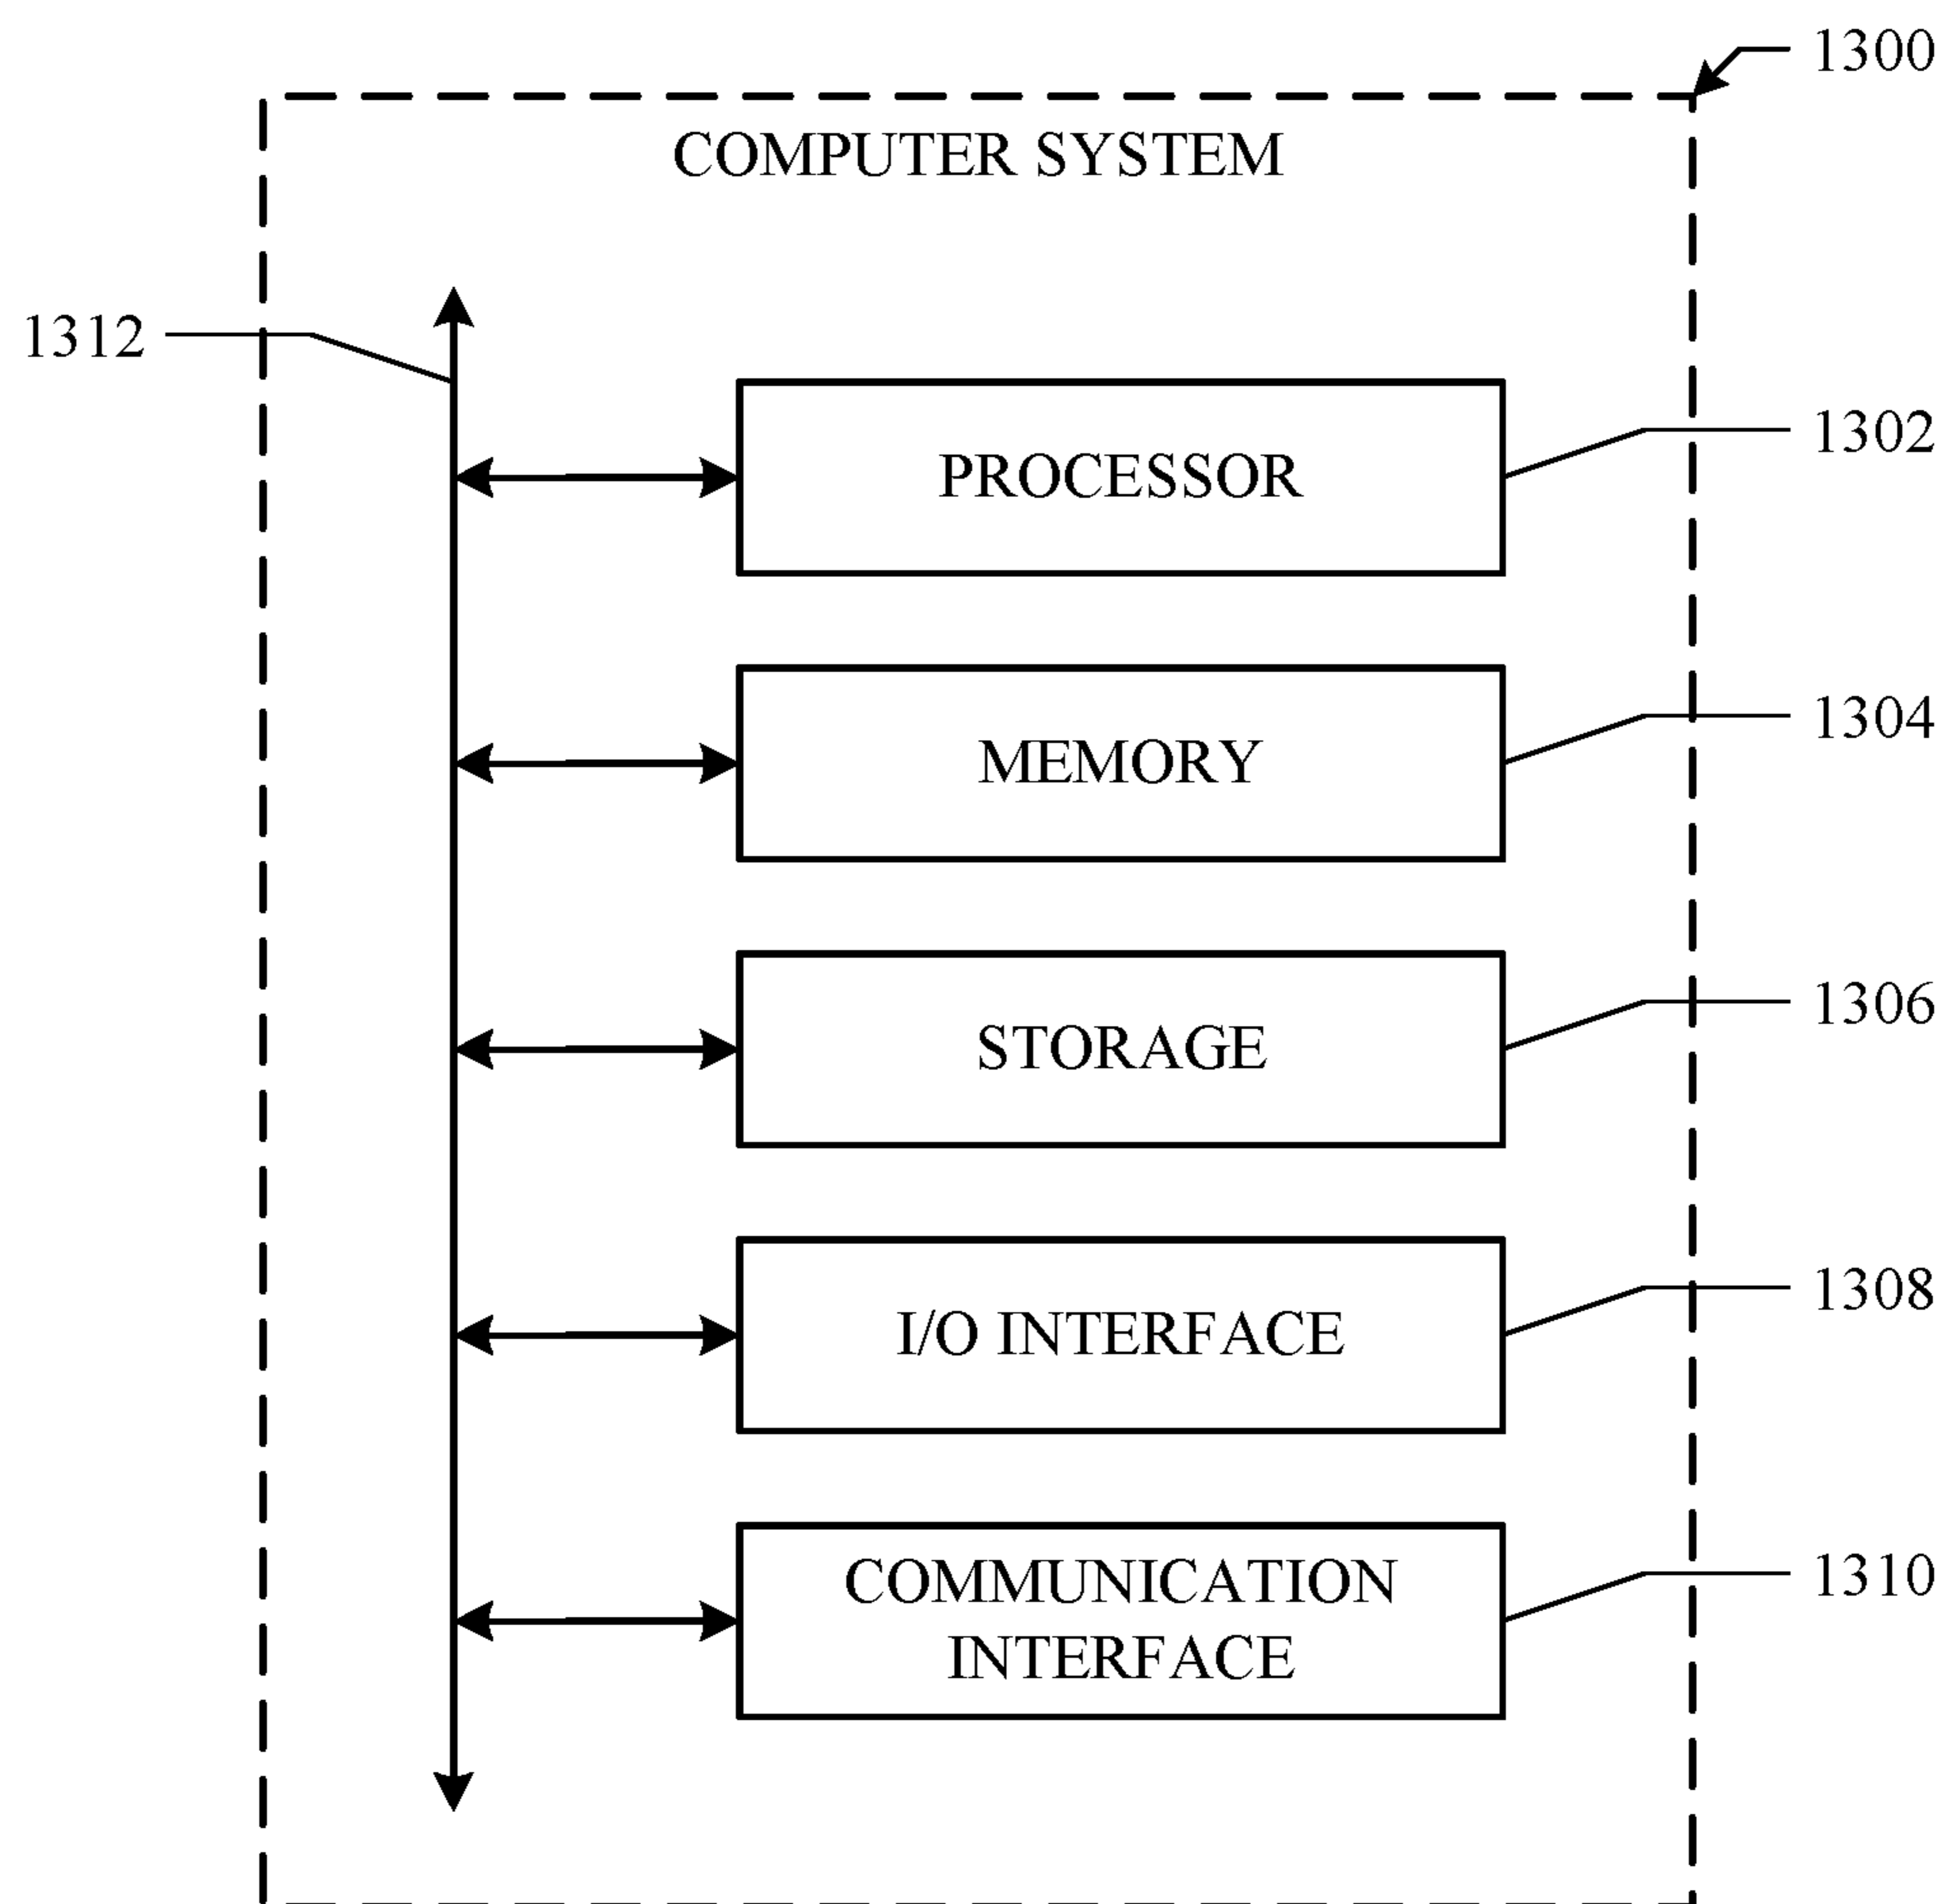 1300
COMPUTER SYSTEM
1312
1302
PROCESSOR
1304
MEMORY
1306
STORAGE
1308
I/O INTERFACE
1310
COMMUNICATION
INTERFACE